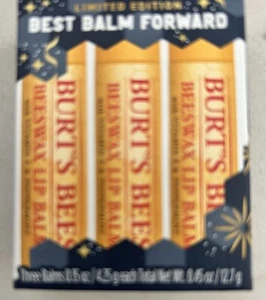 LIMITED EDITION
BEST BALM FORWARD
BURT'S BEES
BEESWAX LIP BALM
BURT'S BEES
BEESWAX LIP BALM
BURT'S BEES
BEESWAX LIP BALM
Three Balms 0.15 oz / 4.25 g each Total Net Wt. 0.45 oz / 12.7 g